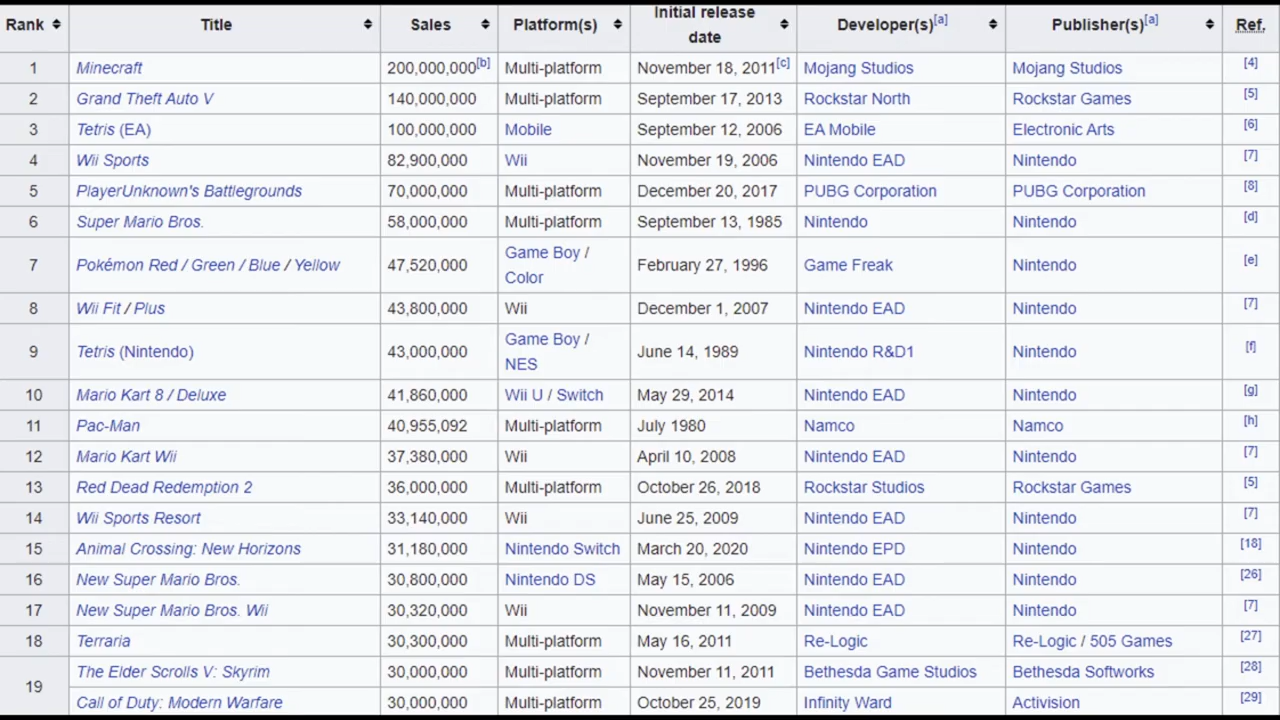 Rank Title Sales Platform(s) Initial release date Developer(s)[a] Publisher(s)[a] Ref.
1 Minecraft 200,000,000[b] Multi-platform November 18, 2011[c] Mojang Studios Mojang Studios [4]
2 Grand Theft Auto V 140,000,000 Multi-platform September 17, 2013 Rockstar North Rockstar Games [5]
3 Tetris (EA) 100,000,000 Mobile September 12, 2006 EA Mobile Electronic Arts [6]
4 Wii Sports 82,900,000 Wii November 19, 2006 Nintendo EAD Nintendo [7]
5 PlayerUnknown's Battlegrounds 70,000,000 Multi-platform December 20, 2017 PUBG Corporation PUBG Corporation [8]
6 Super Mario Bros. 58,000,000 Multi-platform September 13, 1985 Nintendo Nintendo [d]
7 Pokémon Red / Green / Blue / Yellow 47,520,000 Game Boy / Color February 27, 1996 Game Freak Nintendo [e]
8 Wii Fit / Plus 43,800,000 Wii December 1, 2007 Nintendo EAD Nintendo [7]
9 Tetris (Nintendo) 43,000,000 Game Boy / NES June 14, 1989 Nintendo R&D1 Nintendo [f]
10 Mario Kart 8 / Deluxe 41,860,000 Wii U / Switch May 29, 2014 Nintendo EAD Nintendo [g]
11 Pac-Man 40,955,092 Multi-platform July 1980 Namco Namco [h]
12 Mario Kart Wii 37,380,000 Wii April 10, 2008 Nintendo EAD Nintendo [7]
13 Red Dead Redemption 2 36,000,000 Multi-platform October 26, 2018 Rockstar Studios Rockstar Games [5]
14 Wii Sports Resort 33,140,000 Wii June 25, 2009 Nintendo EAD Nintendo [7]
15 Animal Crossing: New Horizons 31,180,000 Nintendo Switch March 20, 2020 Nintendo EPD Nintendo [18]
16 New Super Mario Bros. 30,800,000 Nintendo DS May 15, 2006 Nintendo EAD Nintendo [26]
17 New Super Mario Bros. Wii 30,320,000 Wii November 11, 2009 Nintendo EAD Nintendo [7]
18 Terraria 30,300,000 Multi-platform May 16, 2011 Re-Logic Re-Logic / 505 Games [27]
19 The Elder Scrolls V: Skyrim 30,000,000 Multi-platform November 11, 2011 Bethesda Game Studios Bethesda Softworks [28]
Call of Duty: Modern Warfare 30,000,000 Multi-platform October 25, 2019 Infinity Ward Activision [29]